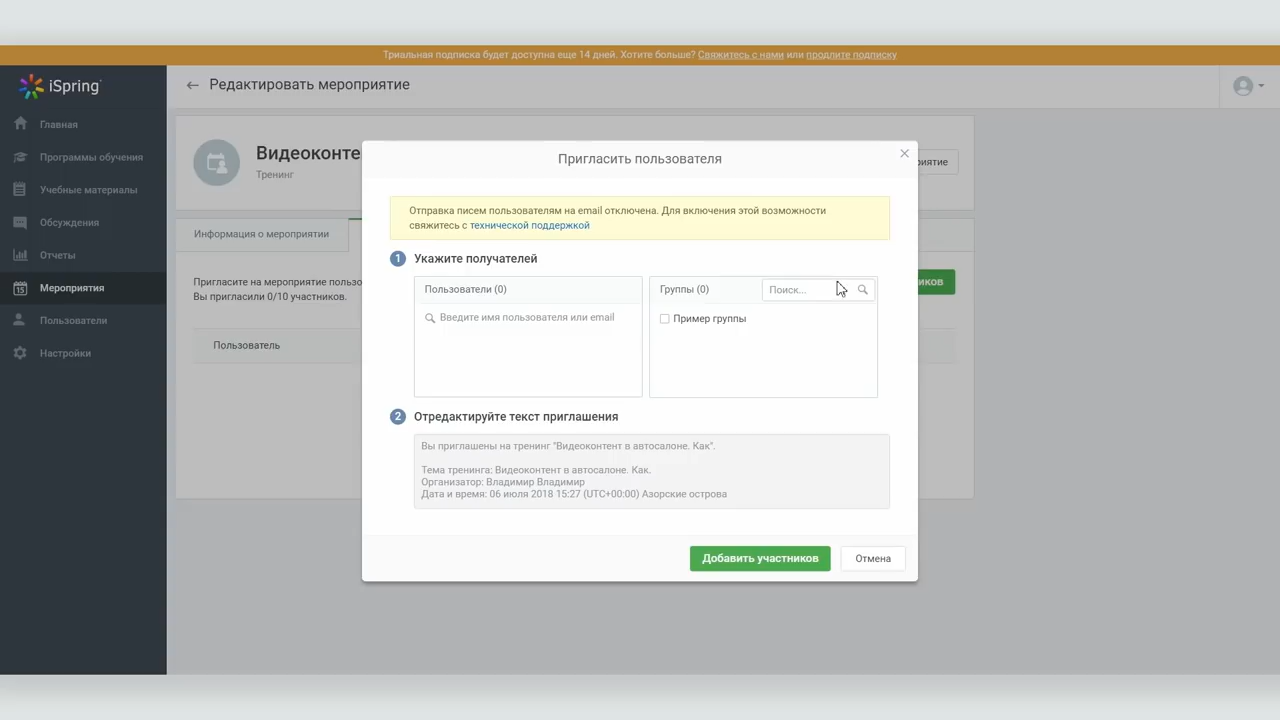 Триальная подписка будет доступна еще 14 дней. Хотите больше? Свяжитесь с нами или продлите подписку
iSpring
Редактировать мероприятие
Главная
Программы обучения
Учебные материалы
Обсуждения
Отчеты
15
Мероприятия
Пользователи
Настройки
Видеоконте
Тренинг
риятие
Информация о мероприятии
Пригласите на мероприятие пользо
Вы пригласили 0/10 участников.
иков
Пользователь
Пригласить пользователя
Отправка писем пользователям на email отключена. Для включения этой возможности
свяжитесь с технической поддержкой
1 Укажите получателей
Пользователи (0)
Введите имя пользователя или email
Группы (0)
Поиск...
Пример группы
2 Отредактируйте текст приглашения
Вы приглашены на тренинг "Видеоконтент в автосалоне. Как".
Тема тренинга: Видеоконтент в автосалоне. Как.
Организатор: Владимир Владимир
Дата и время: 06 июля 2018 15:27 (UTC+00:00) Азорские острова
Добавить участников
Отмена